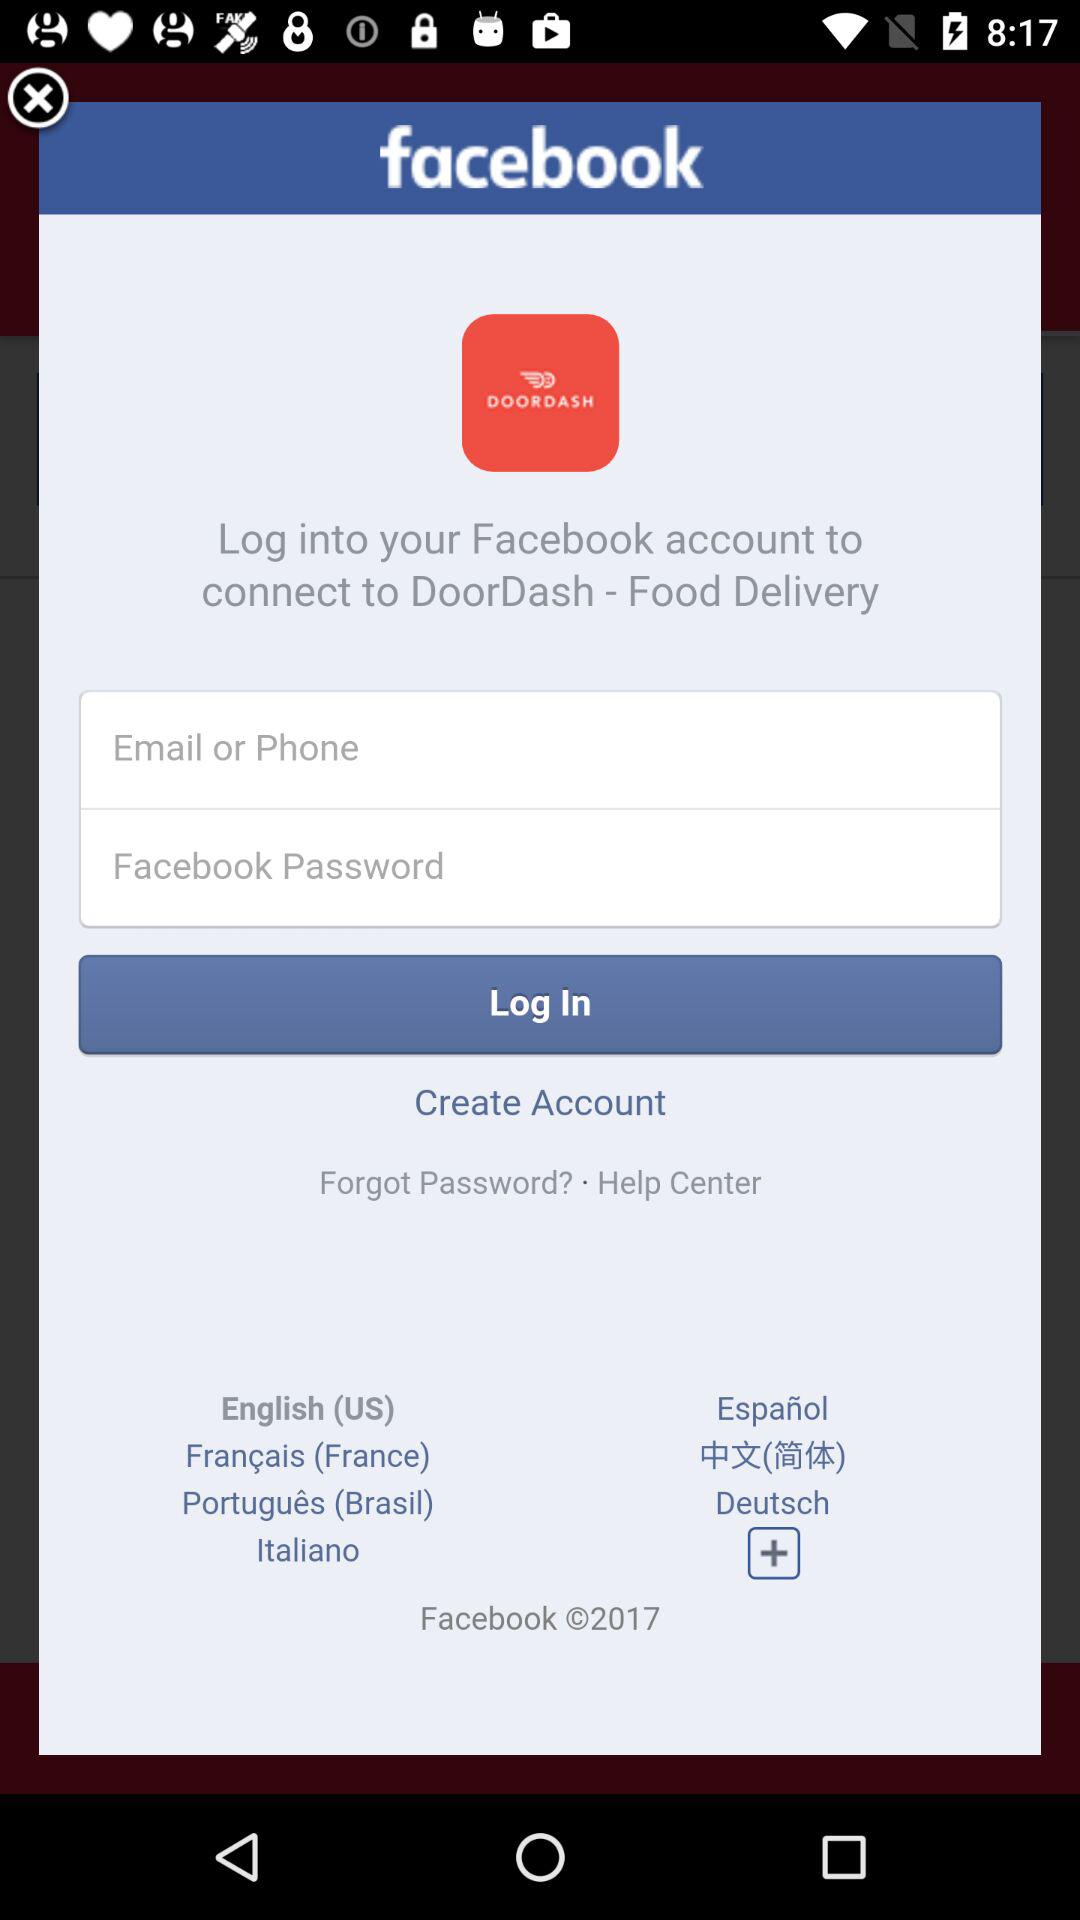 FAKE
8:17
facebook
DOORDASH
Log into your Facebook account to
connect to DoorDash - Food Delivery
Email or Phone
Facebook Password
Log In
Create Account
Forgot Password? · Help Center
English (US) Español
Français (France) 中文(简体)
Português (Brasil) Deutsch
Italiano
Facebook ©2017